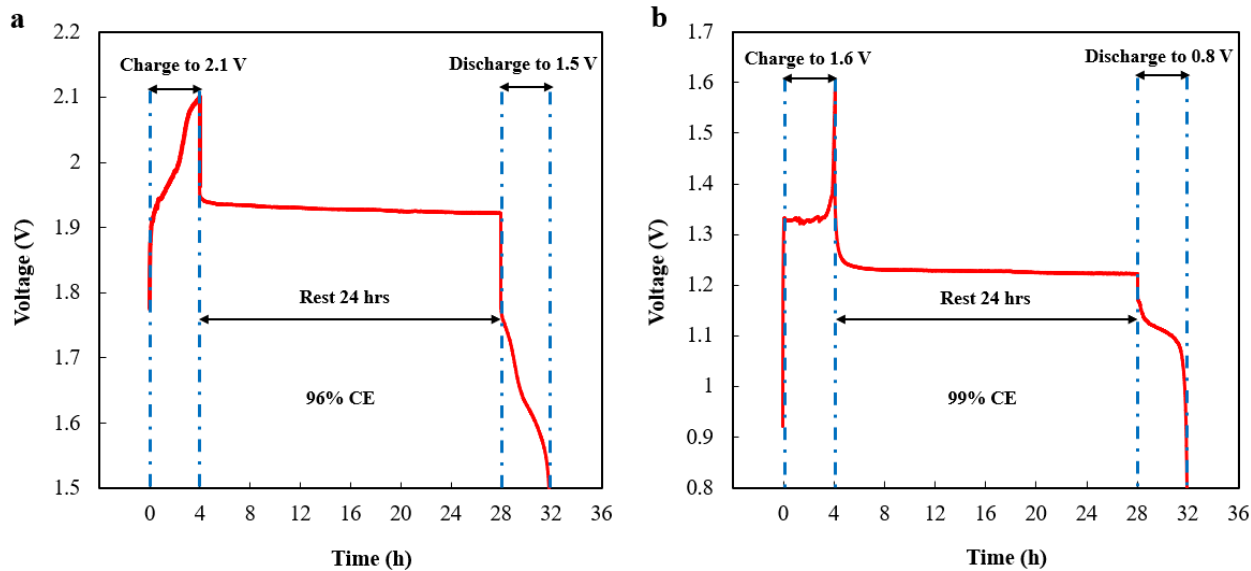 a
2.2
2.1
2
1.9
1.8
1.7
1.6
1.5
Voltage (V)
Charge to 2.1 V
Discharge to 1.5 V
Rest 24 hrs
96% CE
0 4 8 12 16 20 24 28 32 36
Time (h)
b
1.7
1.6
1.5
1.4
1.3
1.2
1.1
1
0.9
0.8
Voltage (V)
Charge to 1.6 V
Discharge to 0.8 V
Rest 24 hrs
99% CE
0 4 8 12 16 20 24 28 32 36
Time (h)